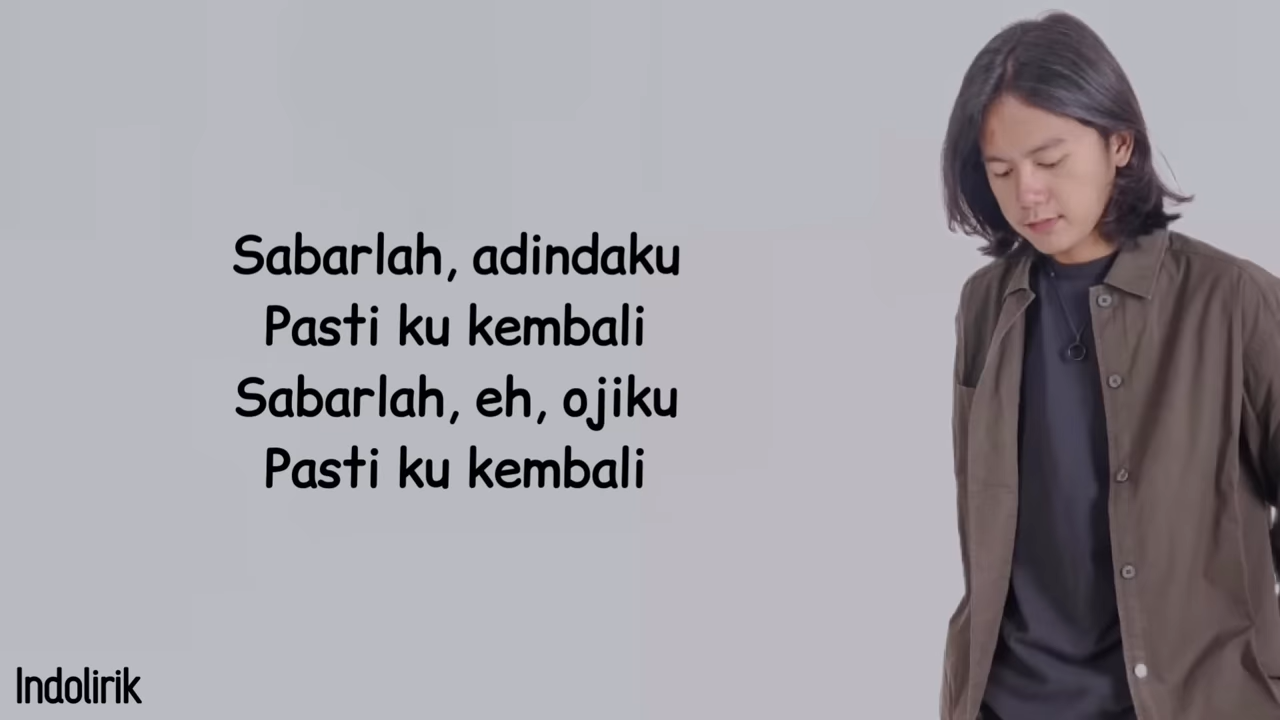 Sabarlah, adindaku
Pasti ku kembali
Sabarlah, eh, ojiku
Pasti ku kembali
Indolirik